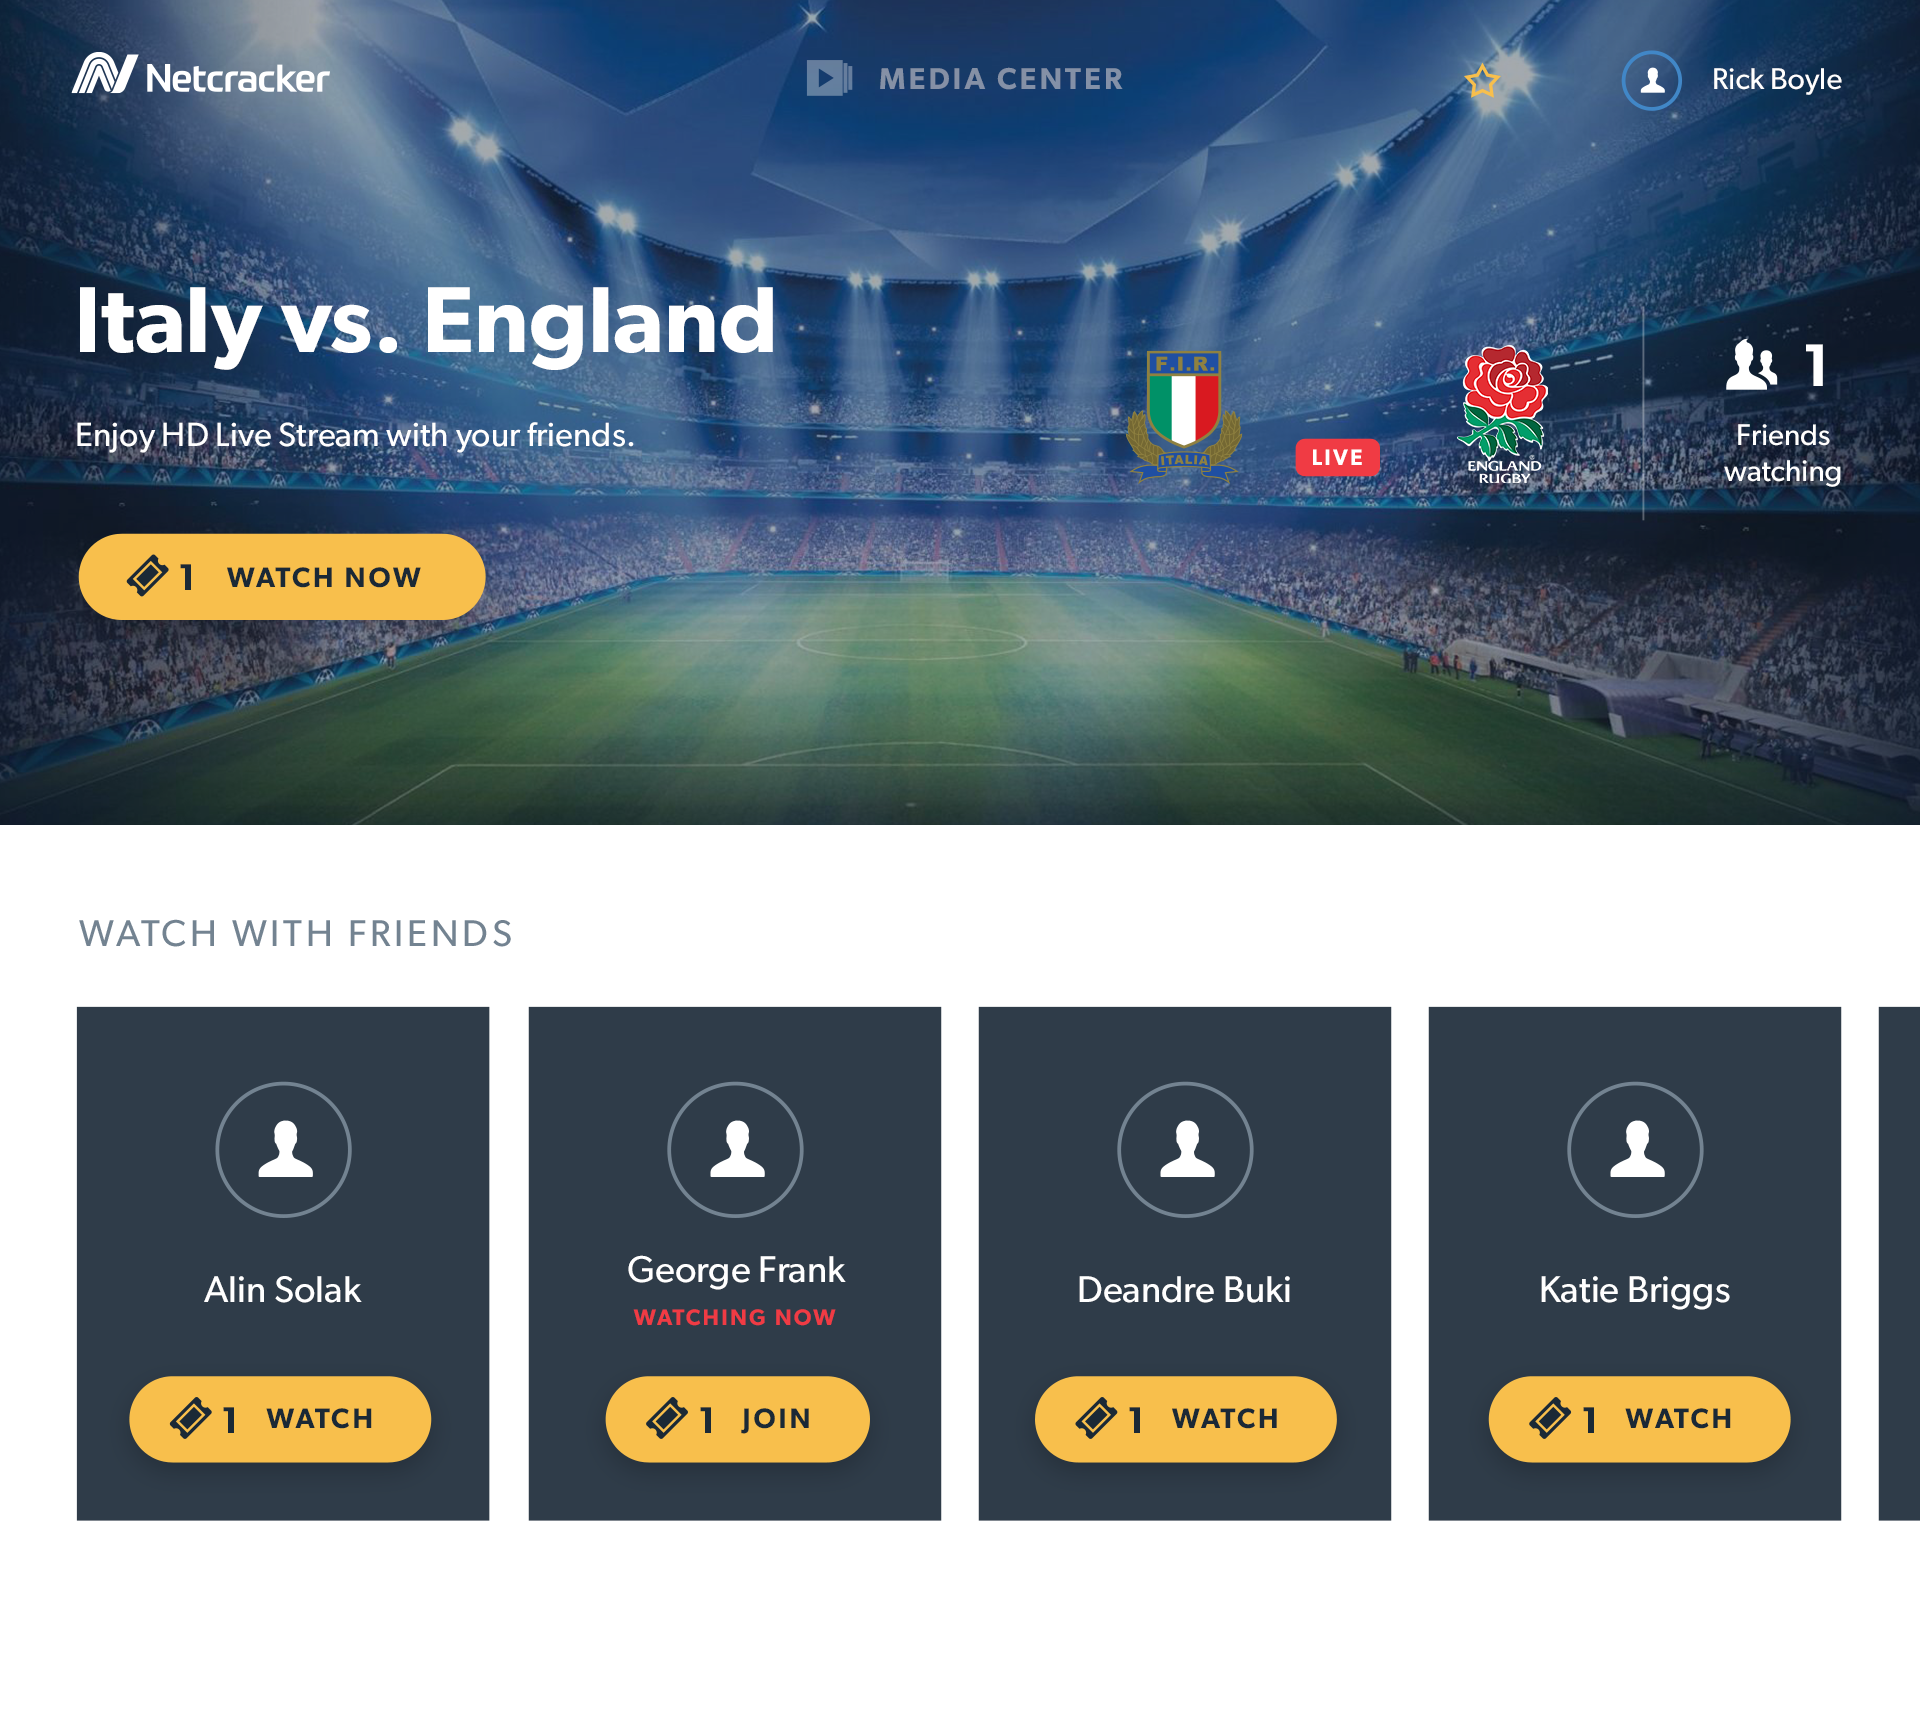 Netcracker
MEDIA CENTER
Rick Boyle
Italy vs. England
Enjoy HD Live Stream with your friends.
1 WATCH NOW
F.I.R.
ITALIA
LIVE
ENGLAND
RUGBY
1
Friends
watching
WATCH WITH FRIENDS
Alin Solak
1 WATCH
George Frank
WATCHING NOW
1 JOIN
Deandre Buki
1 WATCH
Katie Briggs
1 WATCH